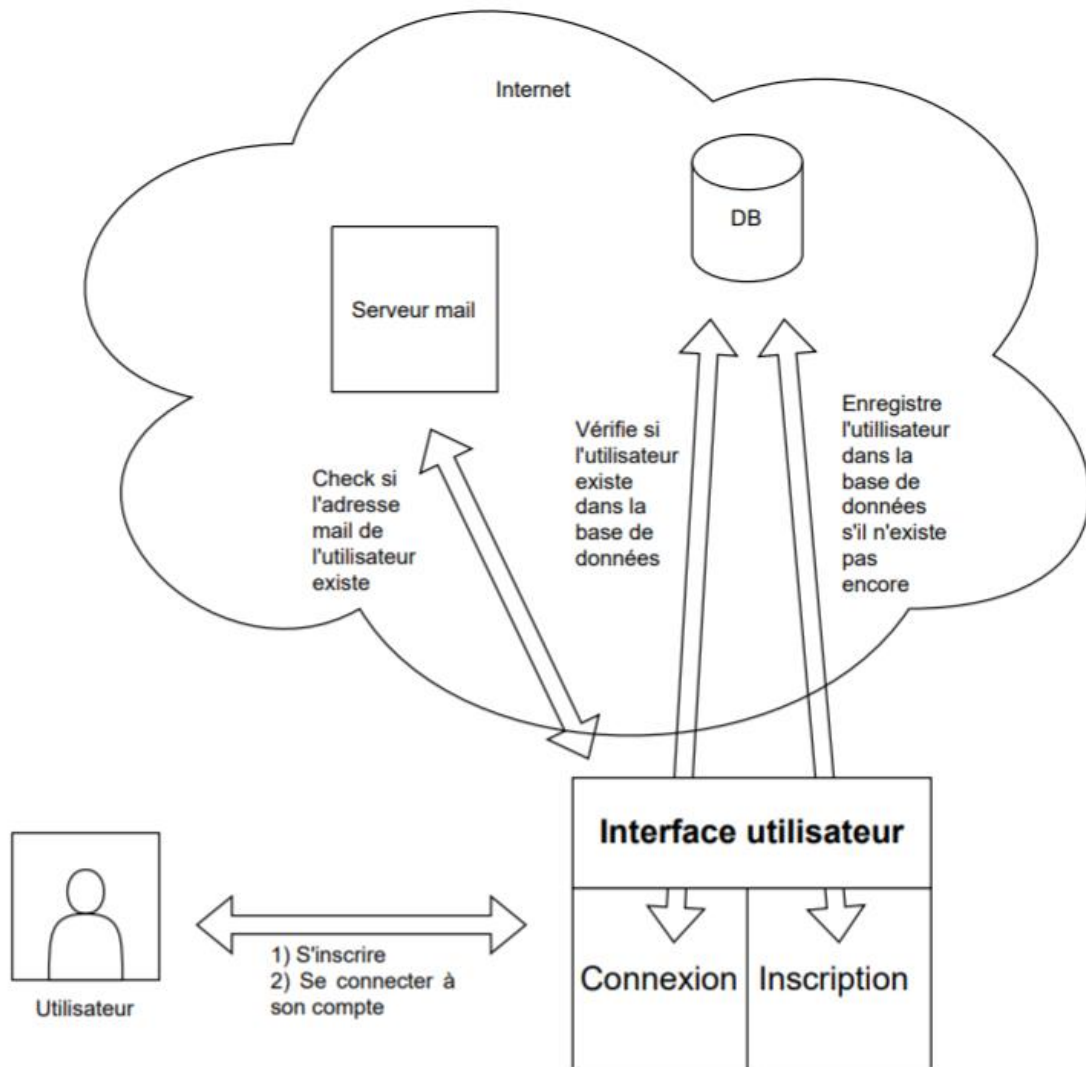 Internet
DB
Serveur mail
Check si
l'adresse
mail de
l'utilisateur
existe
Vérifie si
l'utilisateur
existe
dans la
base de
données
Enregistre
l'utillisateur
dans la
base de
données
s'il n'existe
pas
encore
Interface utilisateur
Connexion
Inscription
1) S'inscrire
2) Se connecter à
son compte
Utilisateur